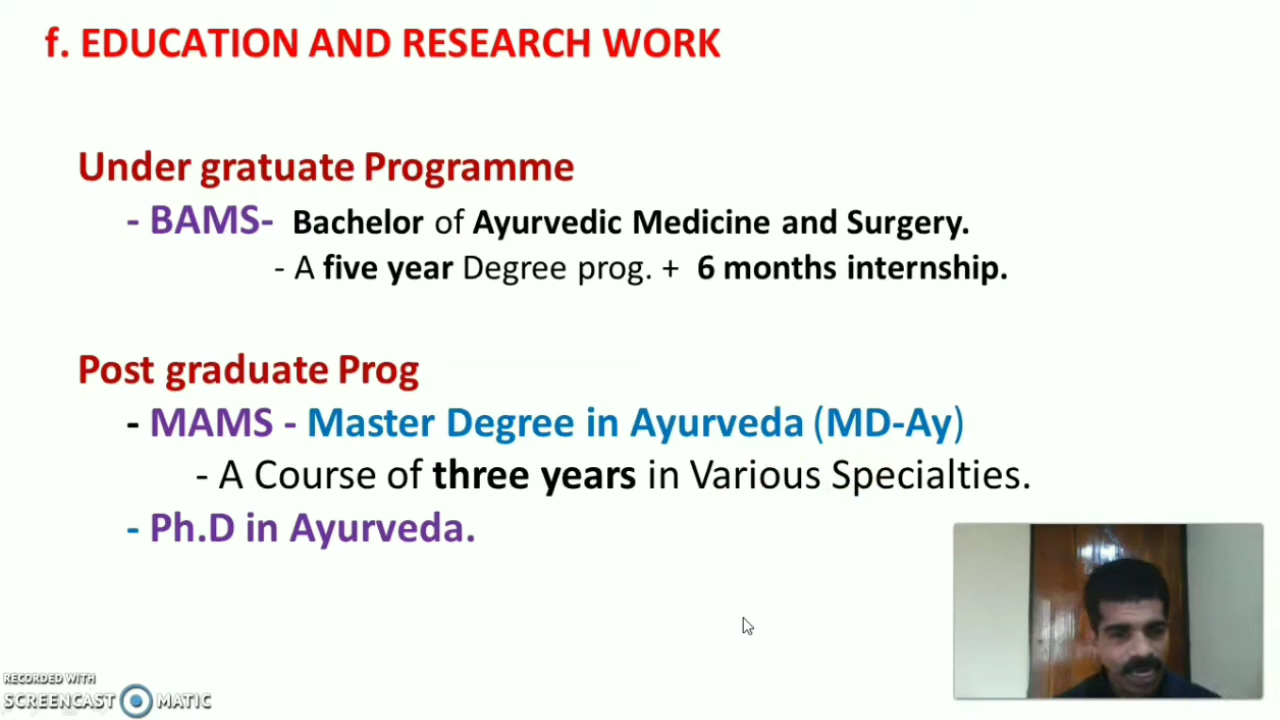 f. EDUCATION AND RESEARCH WORK
Under gratuate Programme
- BAMS- Bachelor of Ayurvedic Medicine and Surgery.
- A five year Degree prog. + 6 months internship.
Post graduate Prog
- MAMS - Master Degree in Ayurveda (MD-Ay)
- A Course of three years in Various Specialties.
- Ph.D in Ayurveda.
RECORDED WITH
SCREENCAST MATIC